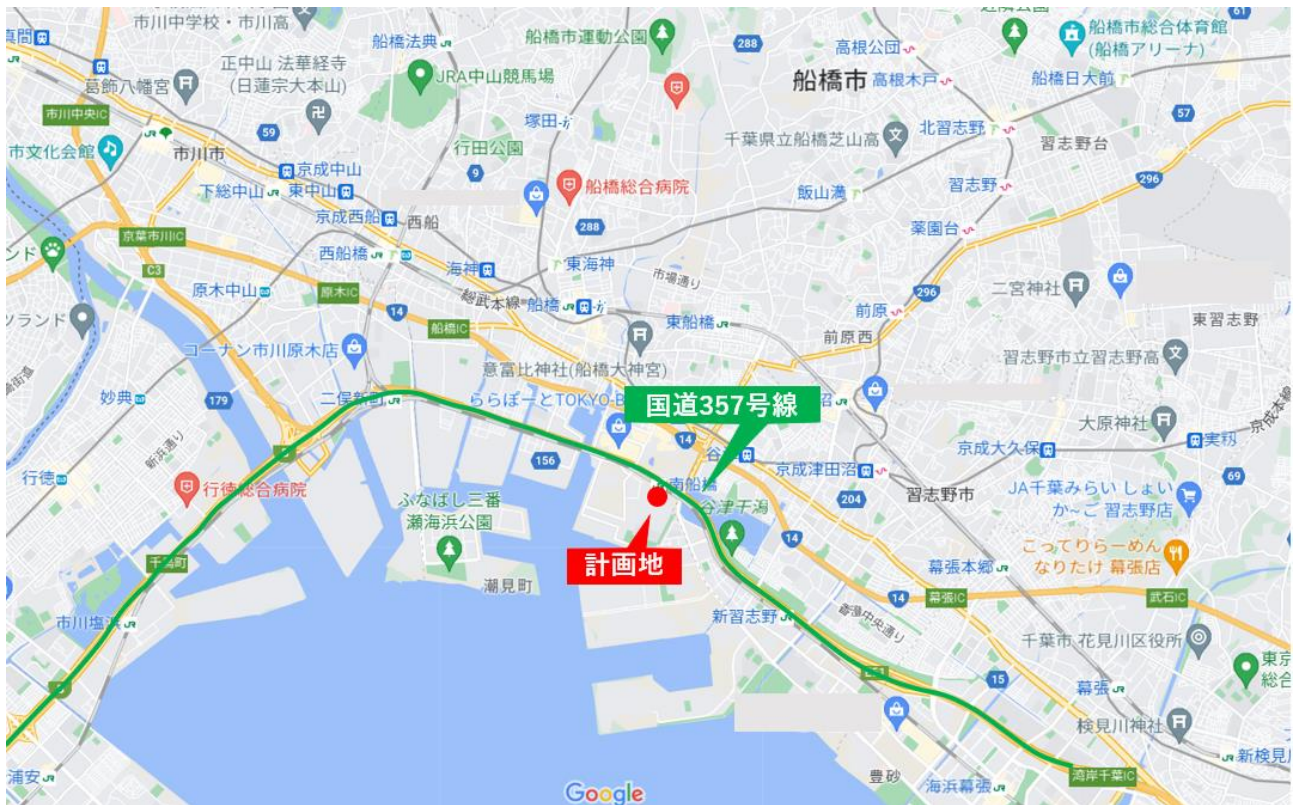 市川中学校・市川高
船橋法典
船橋市運動公園
288
高根公団
船橋市総合体育館
(船橋アリーナ)
61
真間
正中山 法華経寺
(日蓮宗大本山)
JRA中山競馬場
船橋市
高根木戸
船橋日大前
葛飾八幡宮
市川中央IC
57
59
塚田
千葉県立船橋芝山高
北習志野
習志野台
市文化会館
市川市
行田公園
京成中山
9
下総中山
東中山
船橋総合病院
飯山満
習志野
296
京成西船
西船
288
薬園台
京葉市川IC
西船橋
海神
東海神
市場通り
C3
原木中山
原木IC
総武本線
船橋
296
二宮神社
14
船橋IC
東船橋
前原
前原西
東習志野
コーナン市川原木店
意富比神社(船橋大神宮)
習志野市立習志野高
妙典
179
二俣新町
ららぽーとTOKYO-B
国道357号線
沼
大原神社
京成本線
新浜通り
14
谷津
京成大久保
実籾
行徳
156
京成津田沼
行徳総合病院
南船橋
204
習志野市
JA千葉みらい しょい
か~ご 習志野店
69
ふなばし三番
瀬海浜公園
谷津干潟
14
計画地
こってりらーめん
なりたけ 幕張店
千鳥町
潮見町
幕張本郷
14
幕張IC
武石IC
市川塩浜
新習志野
千葉市 花見川区役所
15
東京
総合
幕張
検見川神社
浦安
Google
豊砂
海浜幕張
湾岸千葉IC
新検見川